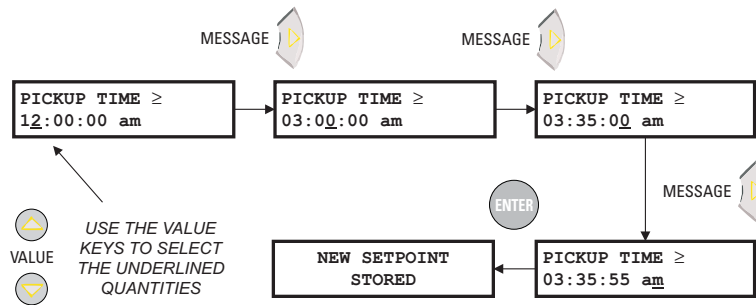 MESSAGE
MESSAGE
PICKUP TIME ≥
12:00:00 am
PICKUP TIME ≥
03:00:00 am
PICKUP TIME ≥
03:35:00 am
MESSAGE
ENTER
VALUE
USE THE VALUE
KEYS TO SELECT
THE UNDERLINED
QUANTITIES
NEW SETPOINT
STORED
PICKUP TIME ≥
03:35:55 am